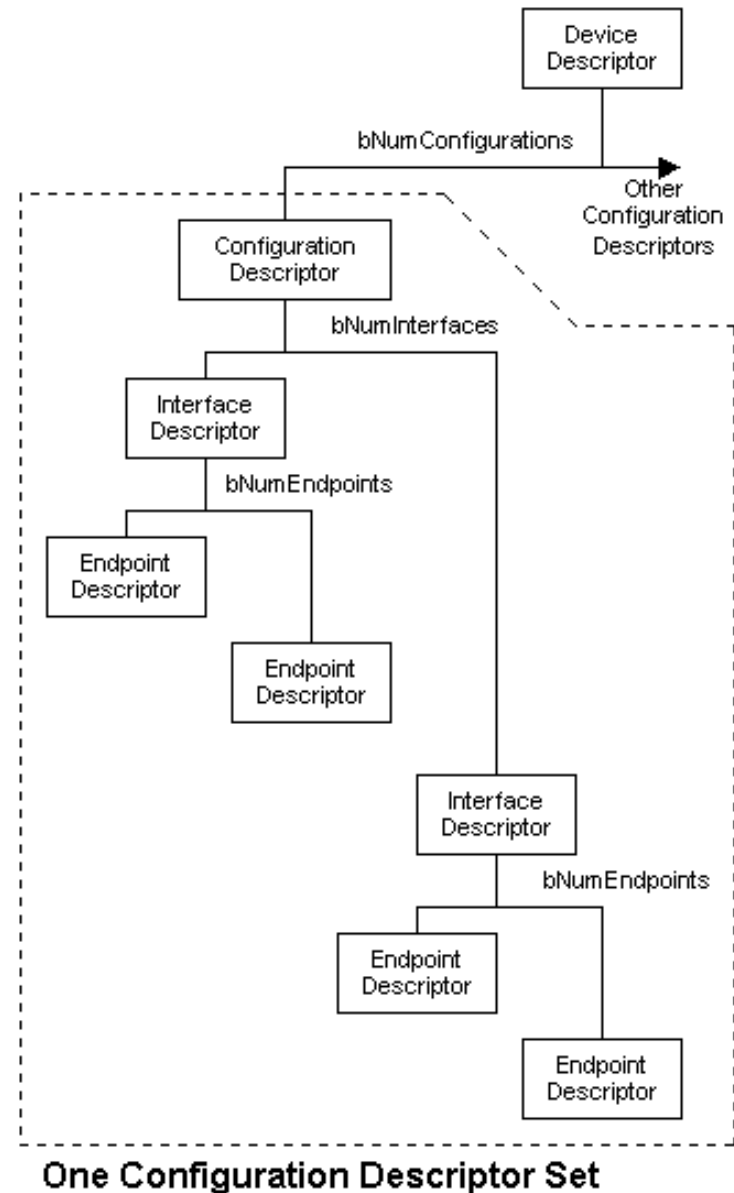 Device
Descriptor
bNumConfigurations
Other
Configuration
Descriptors
Configuration
Descriptor
bNumInterfaces
Interface
Descriptor
bNumEndpoints
Endpoint
Descriptor
Endpoint
Descriptor
Interface
Descriptor
bNumEndpoints
Endpoint
Descriptor
Endpoint
Descriptor
One Configuration Descriptor Set